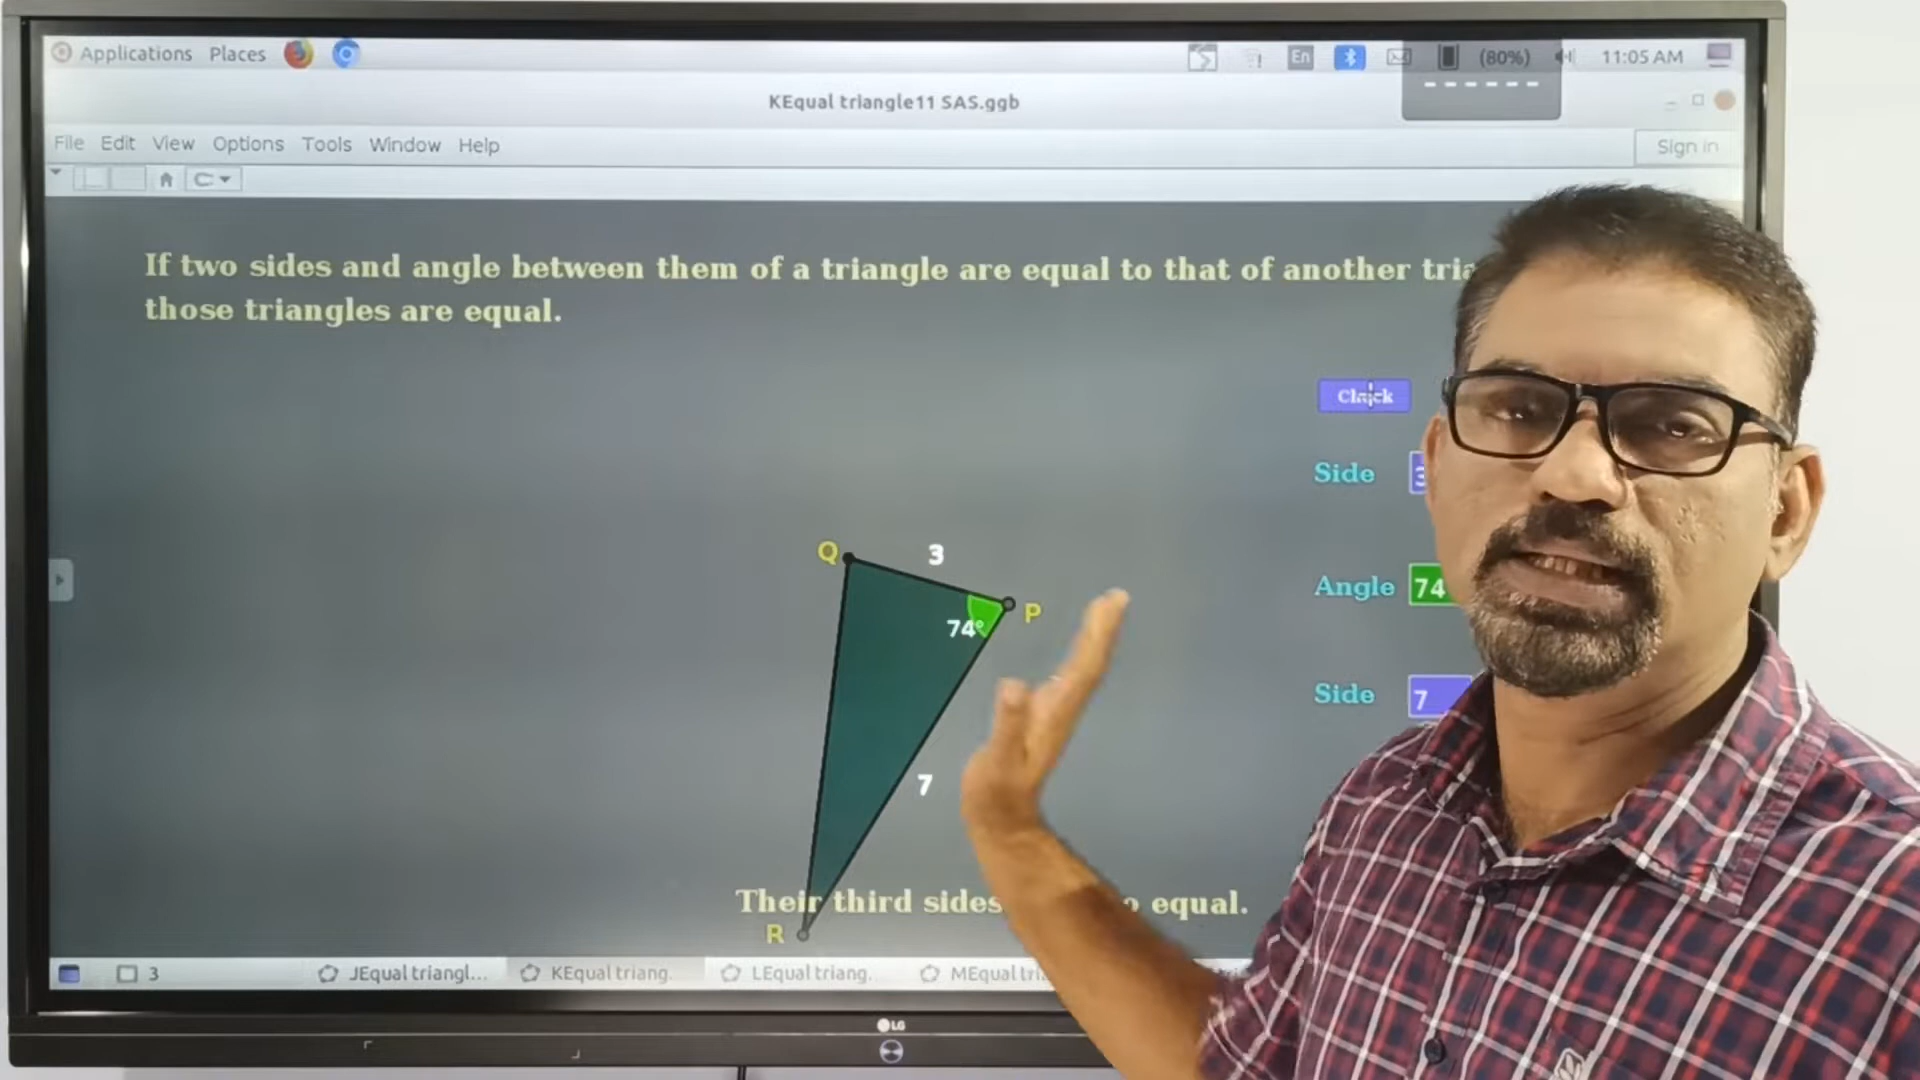 Applications Places
En (80%) 11:05 AM
KEqual triangle11 SAS.ggb
File Edit View Options Tools Window Help
Sign in
If two sides and angle between them of a triangle are equal to that of another
those triangles are equal.
Side 3
Q 3
Angle 74
74° P
Side 7
7
Their third sides equal.
R
3 JEqual triangl... KEqual triang. LEqual triang. MEqual tri...
LG